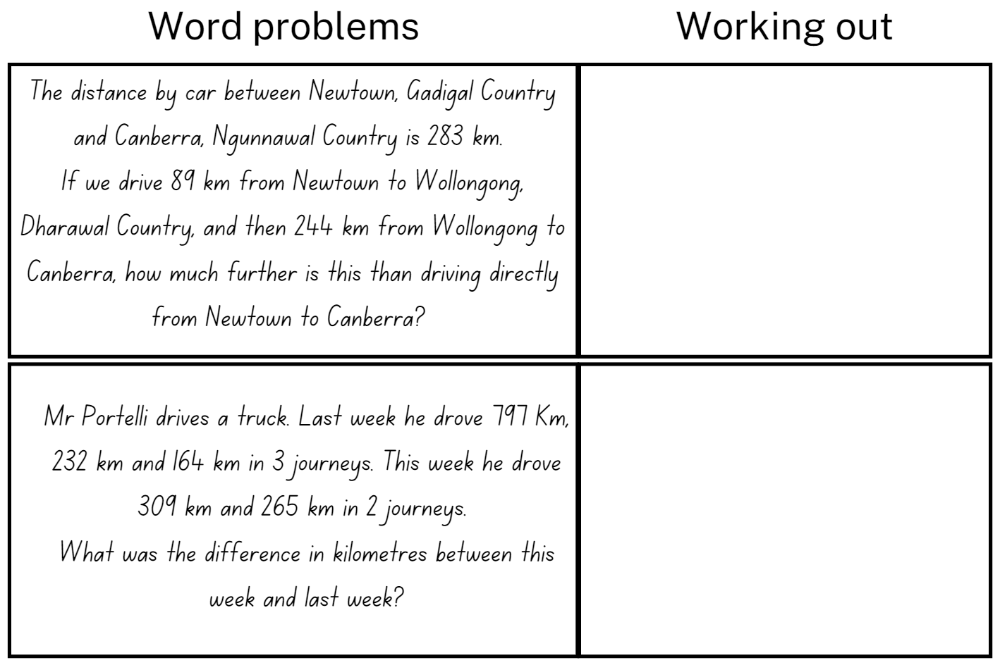 Word problems
Working out
The distance by car between Newtown, Gadigal Country
and Canberra, Ngunnawal Country is 283 km.
If we drive 89 km from Newtown to Wollongong,
Dharawal Country, and then 244 km from Wollongong to
Canberra, how much further is this than driving directly
from Newtown to Canberra?
Mr Portelli drives a truck. Last week he drove 797 Km,
232 km and 164 km in 3 journeys. This week he drove
309 km and 265 km in 2 journeys.
What was the difference in kilometres between this
week and last week?